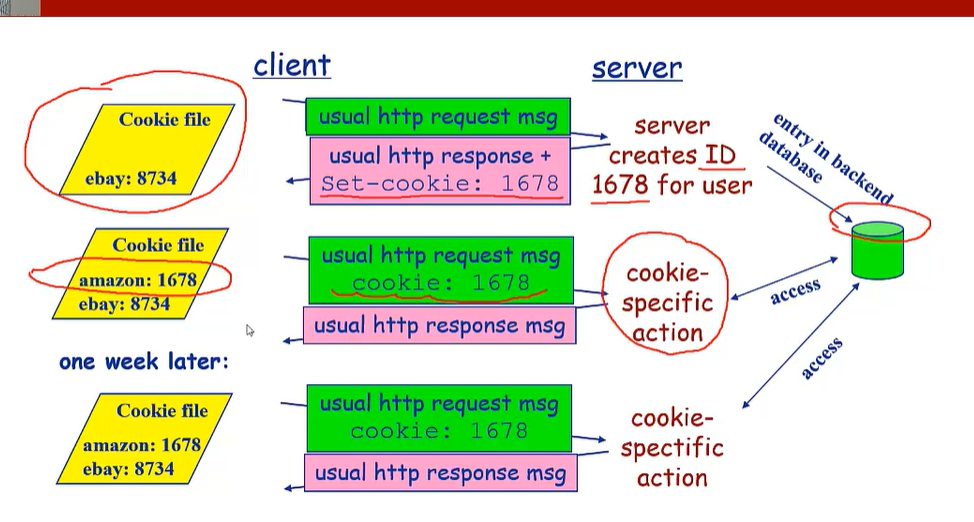 client
server
Cookie file
ebay: 8734
usual http request msg
usual http response +
Set-cookie: 1678
server
creates ID
1678 for user
entry in backend
database
Cookie file
amazon: 1678
ebay: 8734
usual http request msg
cookie: 1678
usual http response msg
cookie-
specific
action
access
access
one week later:
Cookie file
amazon: 1678
ebay: 8734
usual http request msg
cookie: 1678
usual http response msg
cookie-
spectific
action